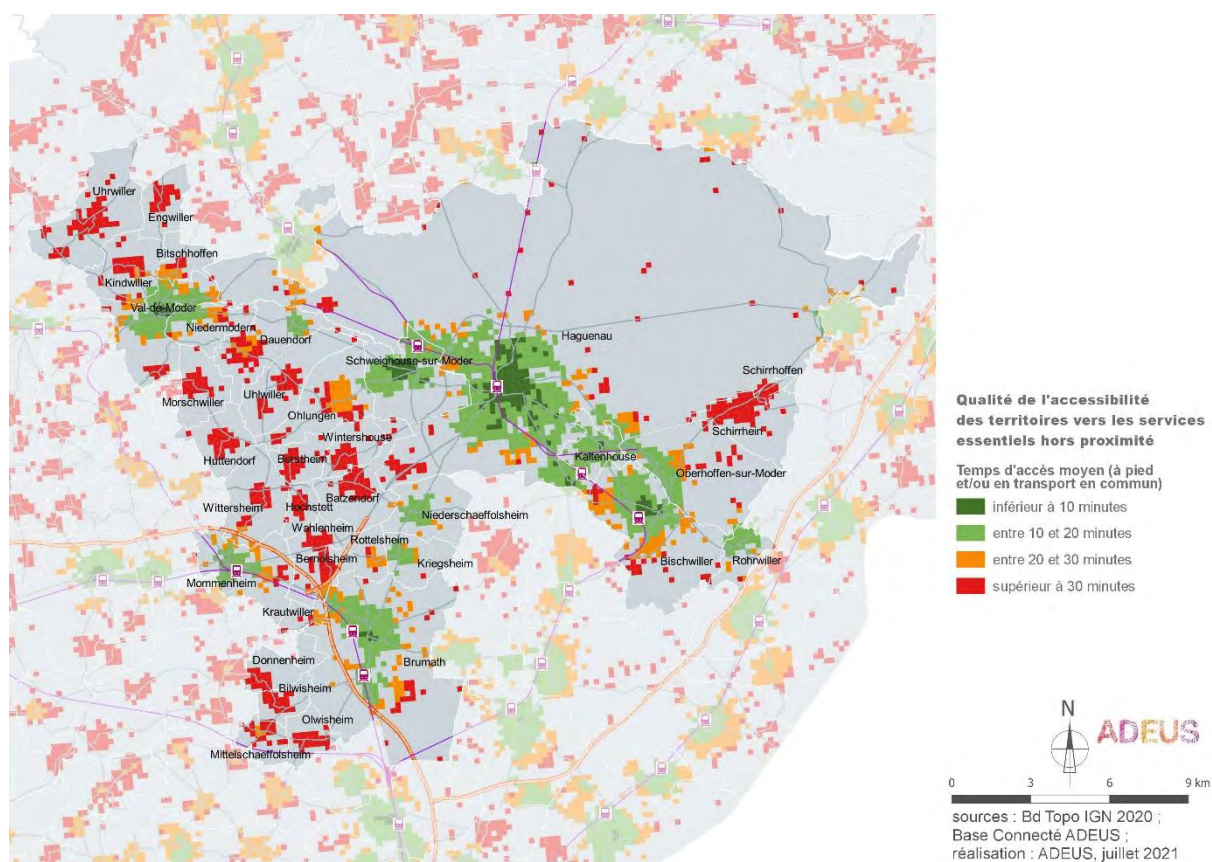 Uhrwiller
Engwiller
Bitschhoffen
Kindwiller
Val-de-Moder
Niedermodern
Dauendorf
Haguenau
Schweighouse-sur-Moder
Morschwiller
Uhlwiller
Ohlungen
Schirrhoffen
Schirrhein
Wintershouse
Huttendorf
Berstheim
Kaltenhouse
Oberhoffen-sur-Moder
Batzendorf
Wittersheim
Hochstett
Niederschaeffolsheim
Wahlenheim
Rottelsheim
Bernolsheim
Kriegsheim
Bischwiller
Rohrwiller
Mommenheim
Krautwiller
Donnenheim
Brumath
Bilwisheim
Olwisheim
Mittelschaeffolsheim
Qualité de l'accessibilité
des territoires vers les services
essentiels hors proximité
Temps d'accès moyen (à pied
et/ou en transport en commun)
inférieur à 10 minutes
entre 10 et 20 minutes
entre 20 et 30 minutes
supérieur à 30 minutes
N
ADEUS
0 3 6 9 km
sources : Bd Topo IGN 2020 ;
Base Connecté ADEUS ;
réalisation : ADEUS, juillet 2021